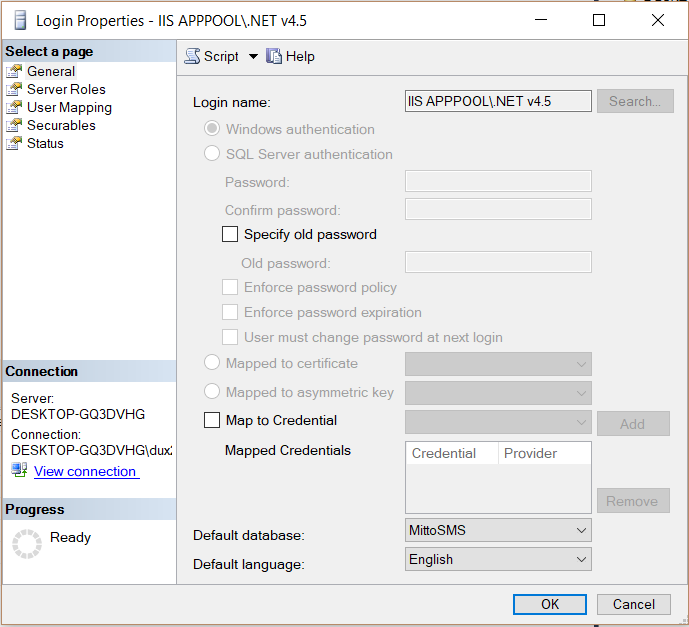 Login Properties - IIS APPPOOL\.NET v4.5
Select a page
General
Server Roles
User Mapping
Securables
Status
Connection
Server:
DESKTOP-GQ3DVHG
Connection:
DESKTOP-GQ3DVHG\dux
View connection
Progress
Ready
Script
Help
Login name:
IIS APPPOOL\.NET v4.5
Search...
Windows authentication
SQL Server authentication
Password:
Confirm password:
Specify old password
Old password:
Enforce password policy
Enforce password expiration
User must change password at next login
Mapped to certificate
Mapped to asymmetric key
Map to Credential
Add
Mapped Credentials
Credential Provider
Remove
Default database:
MittoSMS
Default language:
English
OK
Cancel